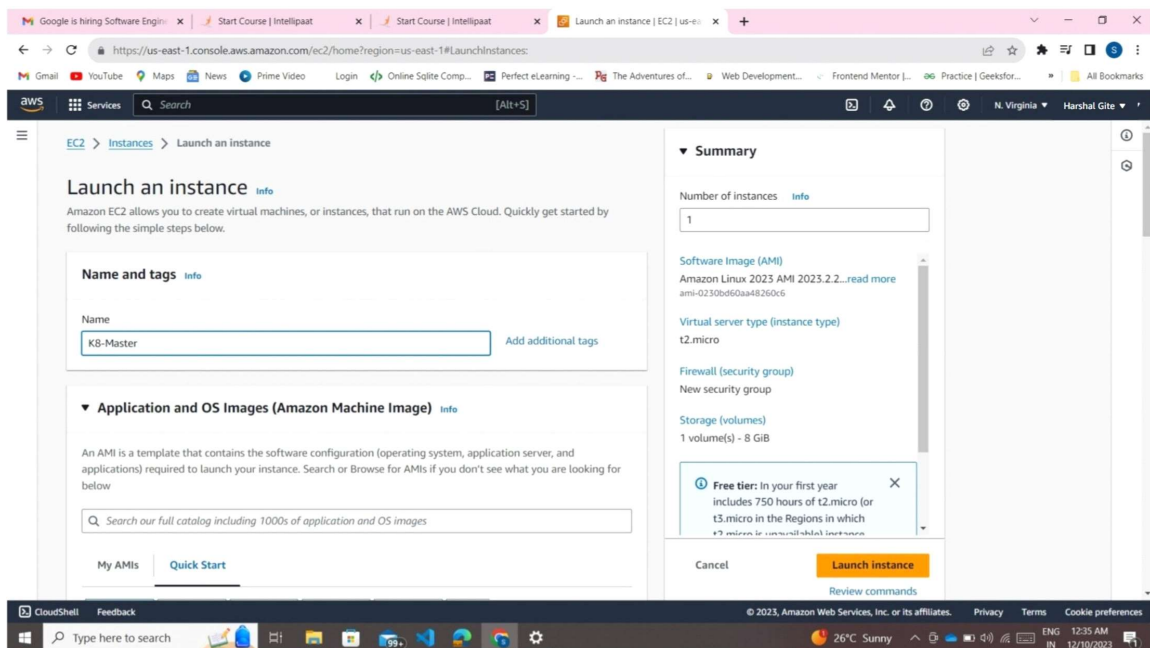 Google is hiring Software Engin
Start Course | Intellipaat
Start Course | Intellipaat
Launch an instance | EC2 | us-ea
https://us-east-1.console.aws.amazon.com/ec2/home?region=us-east-1#LaunchInstances:
S
Gmail YouTube Maps News Prime Video Login Online Sqlite Comp... Perfect eLearning -... The Adventures of... Web Development... Frontend Mentor |... Practice | Geeksfor... » All Bookmarks
aws Services Search [Alt+S] N. Virginia Harshal Gite
EC2 > Instances > Launch an instance
Launch an instance Info
Amazon EC2 allows you to create virtual machines, or instances, that run on the AWS Cloud. Quickly get started by
following the simple steps below.
Name and tags Info
Name
K8-Master
Add additional tags
Application and OS Images (Amazon Machine Image) Info
An AMI is a template that contains the software configuration (operating system, application server, and
applications) required to launch your instance. Search or Browse for AMIs if you don't see what you are looking for
below
Search our full catalog including 1000s of application and OS images
My AMIs Quick Start
Summary
Number of instances Info
1
Software Image (AMI)
Amazon Linux 2023 AMI 2023.2.2...read more
ami-0230bd60aa48260c6
Virtual server type (instance type)
t2.micro
Firewall (security group)
New security group
Storage (volumes)
1 volume(s) - 8 GiB
Free tier: In your first year
includes 750 hours of t2.micro (or
t3.micro in the Regions in which
t2.micro is unavailable) instance
Cancel
Launch instance
Review commands
CloudShell Feedback © 2023, Amazon Web Services, Inc. or its affiliates. Privacy Terms Cookie preferences
Type here to search
99+
26°C Sunny
ENG
IN
12:35 AM
12/10/2023